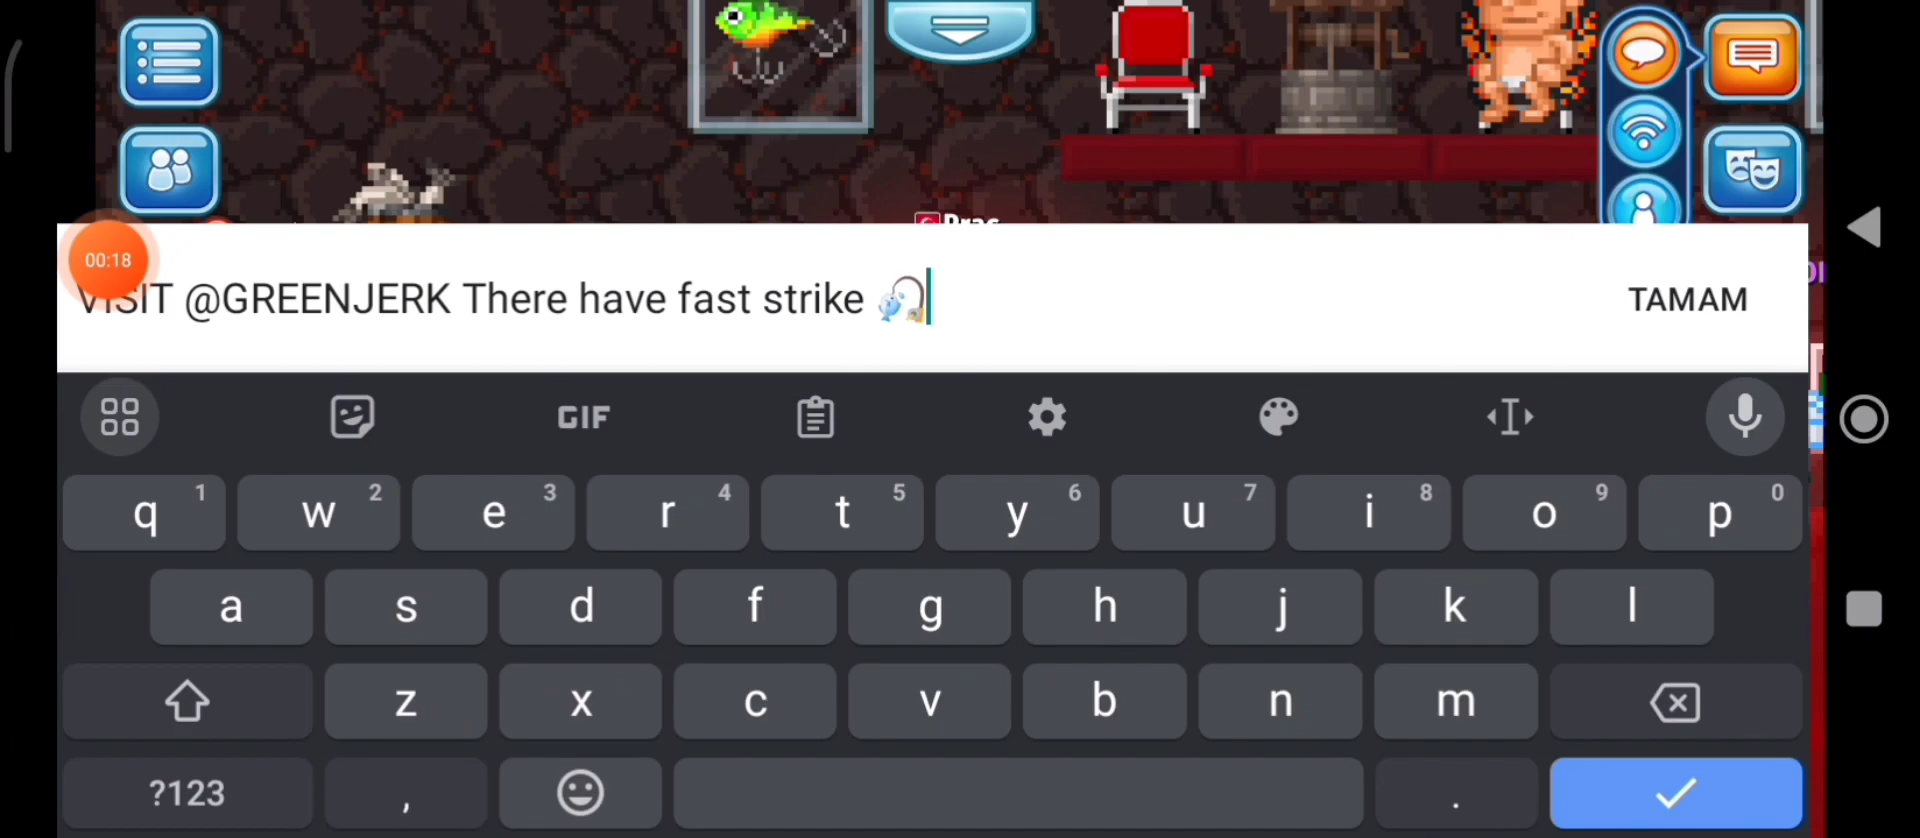 Prac
00:18
VISIT @GREENJERK There have fast strike 🎣
TAMAM
GIF
q 1 w 2 e 3 r 4 t 5 y 6 u 7 i 8 o 9 p 0
a s d f g h j k l
z x c v b n m
?123 , .